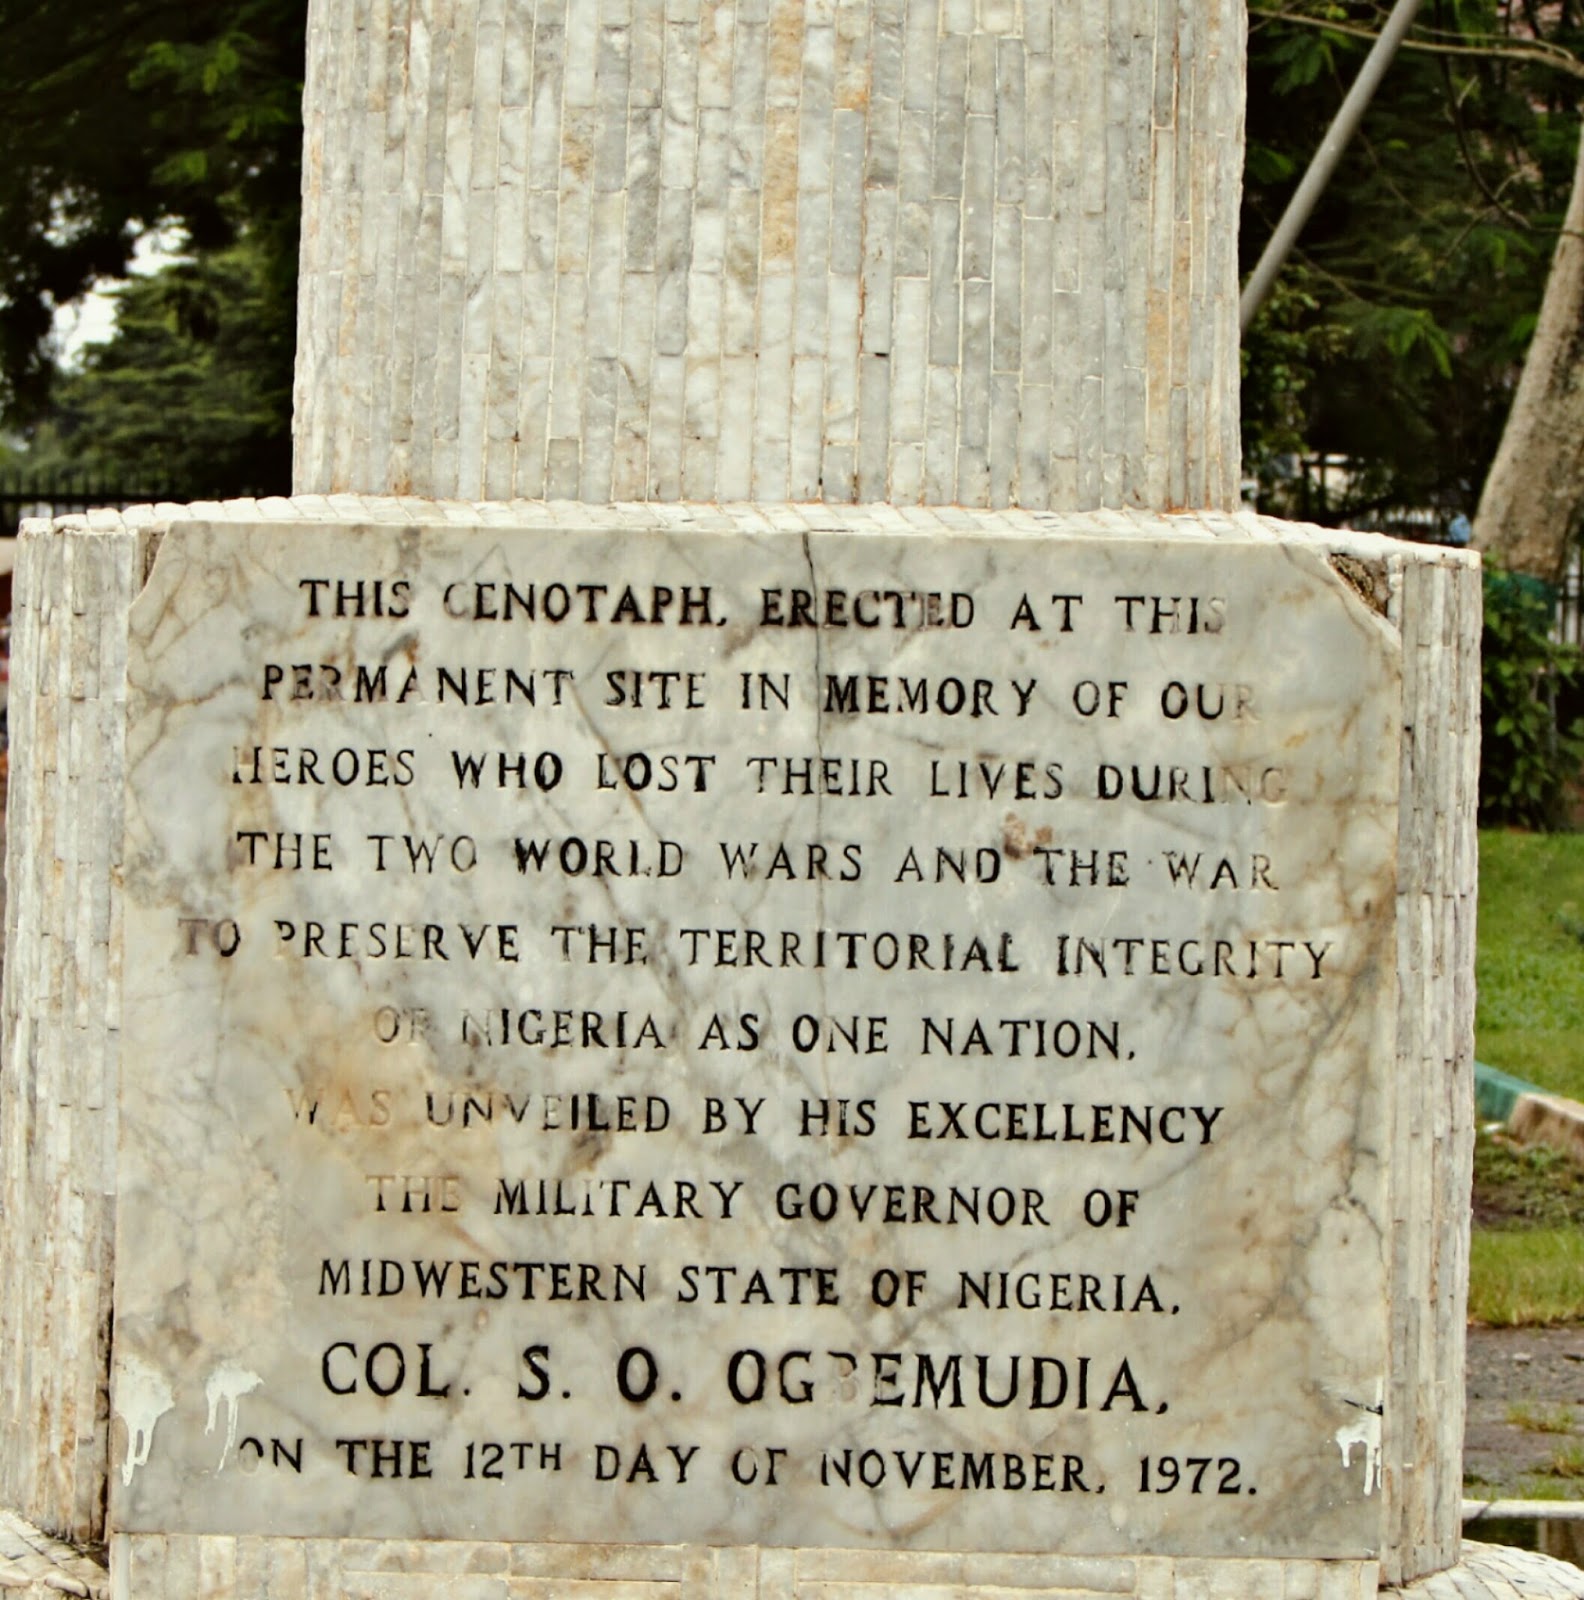 THIS CENOTAPH, ERECTED AT THIS
PERMANENT SITE IN MEMORY OF OUR
HEROES WHO LOST THEIR LIVES DURING
THE TWO WORLD WARS AND THE WAR
TO PRESERVE THE TERRITORIAL INTEGRITY
OF NIGERIA AS ONE NATION,
WAS UNVEILED BY HIS EXCELLENCY
THE MILITARY GOVERNOR OF
MIDWESTERN STATE OF NIGERIA,
COL. S. O. OGBEMUDIA,
ON THE 12TH DAY OF NOVEMBER, 1972.